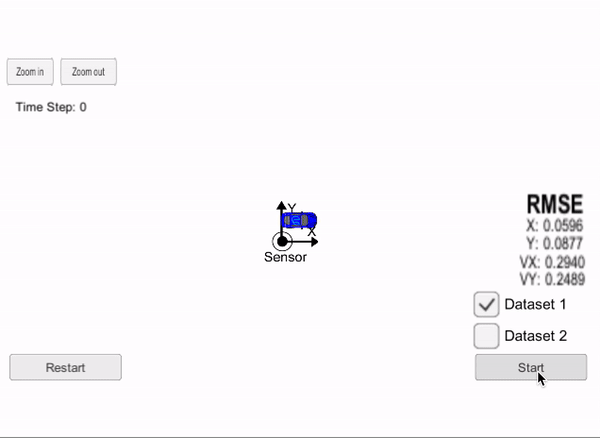 Zoom in
Zoom out
Time Step: 0
Y
X
Sensor
RMSE
X: 0.0596
Y: 0.0877
VX: 0.2940
VY: 0.2489
Dataset 1
Dataset 2
Restart
Start